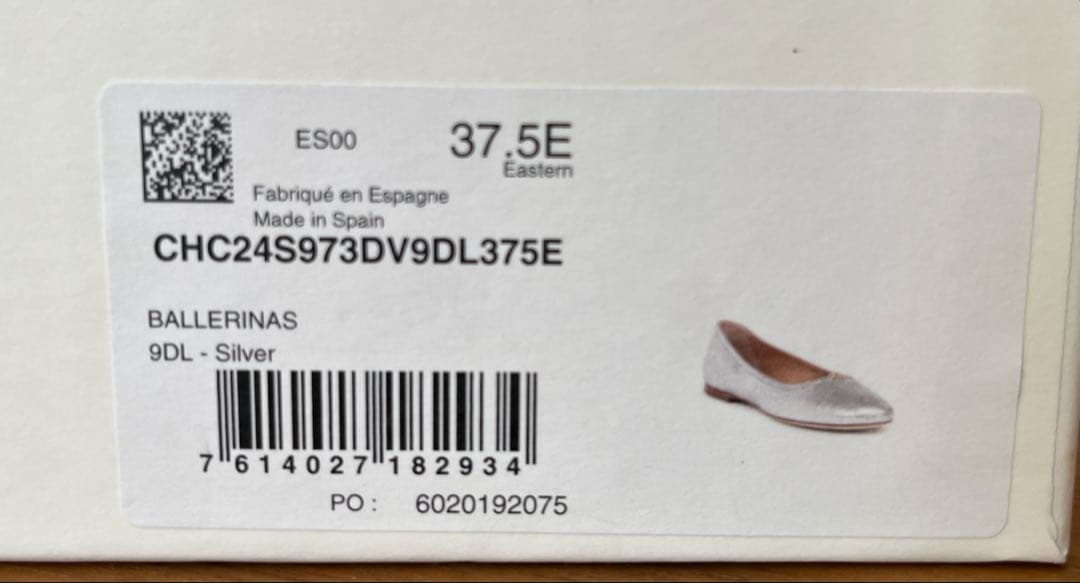 ES00
37.5E
Eastern
Fabriqué en Espagne
Made in Spain
CHC24S973DV9DL375E
BALLERINAS
9DL - Silver
7 614027 182934
PO : 6020192075